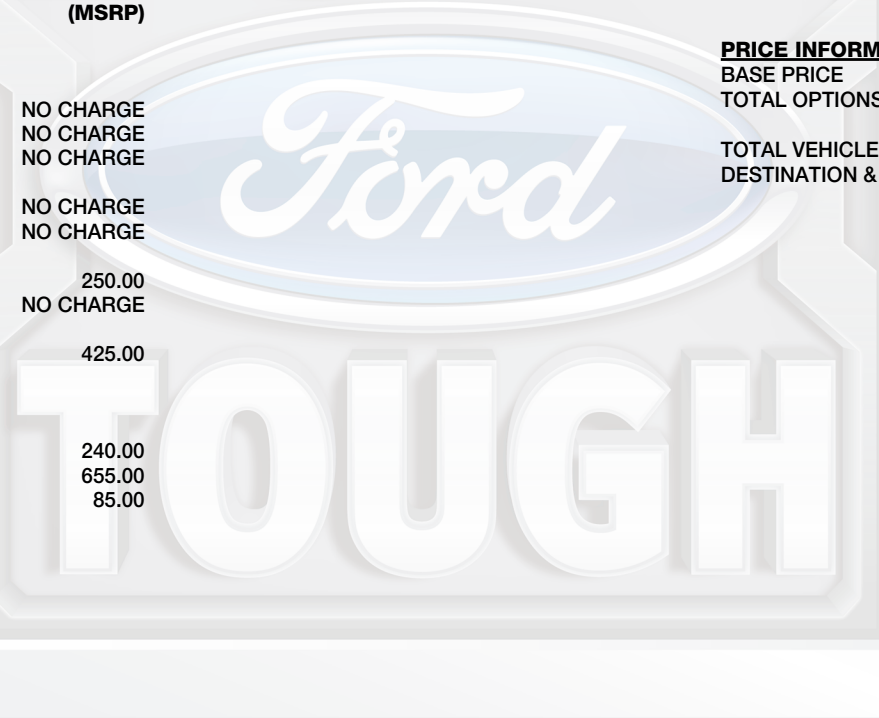 (MSRP)
PRICE INFORM
BASE PRICE
NO CHARGE
TOTAL OPTIONS
NO CHARGE
NO CHARGE
TOTAL VEHICLE
DESTINATION &
NO CHARGE
NO CHARGE
250.00
NO CHARGE
425.00
240.00
655.00
85.00
Ford
TOUGH